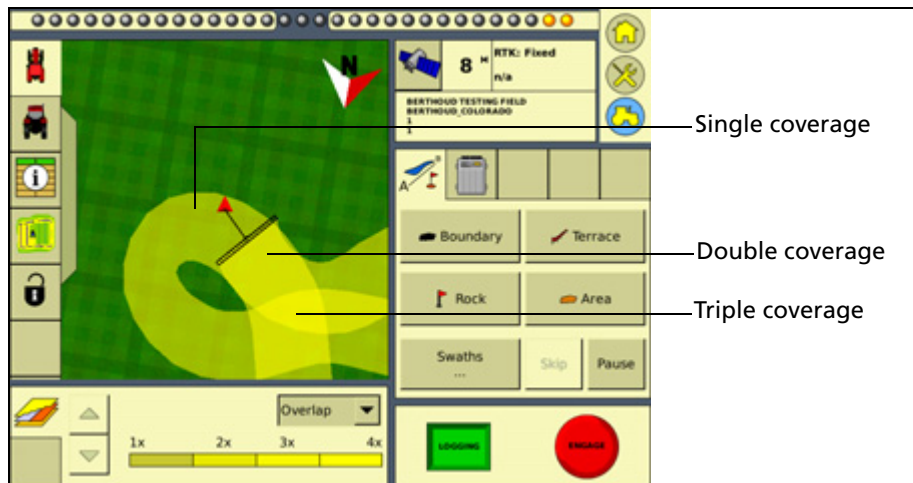 N
8 M
RTK: Fixed
n/a
BERTHOUD TESTING FIELD
BERTHOUD_COLORADO
1
1
Single coverage
A
B
Boundary
Terrace
Double coverage
Rock
Area
Triple coverage
Swaths
...
Skip
Pause
Overlap
1x 2x 3x 4x
LOGGING
ENGAGE
i